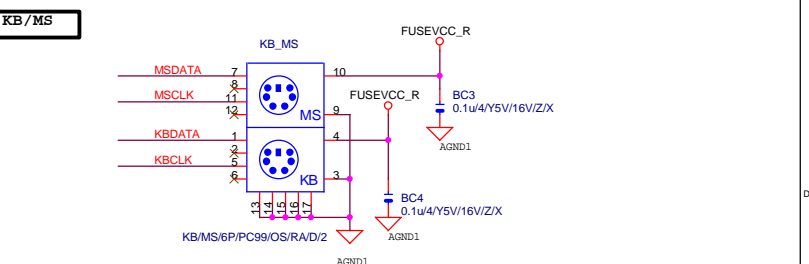 KB/MS
FUSEVCC_R
KB_MS
MSDATA
7
8
MSCLK
11
12
10
9
MS
BC3
0.1u/4/Y5V/16V/Z/X
AGND1
FUSEVCC_R
KBDATA
1
2
KBCLK
5
6
4
3
KB
13
14
15
16
17
BC4
0.1u/4/Y5V/16V/Z/X
AGND1
KB/MS/6P/PC99/OS/RA/D/2
AGND1
D